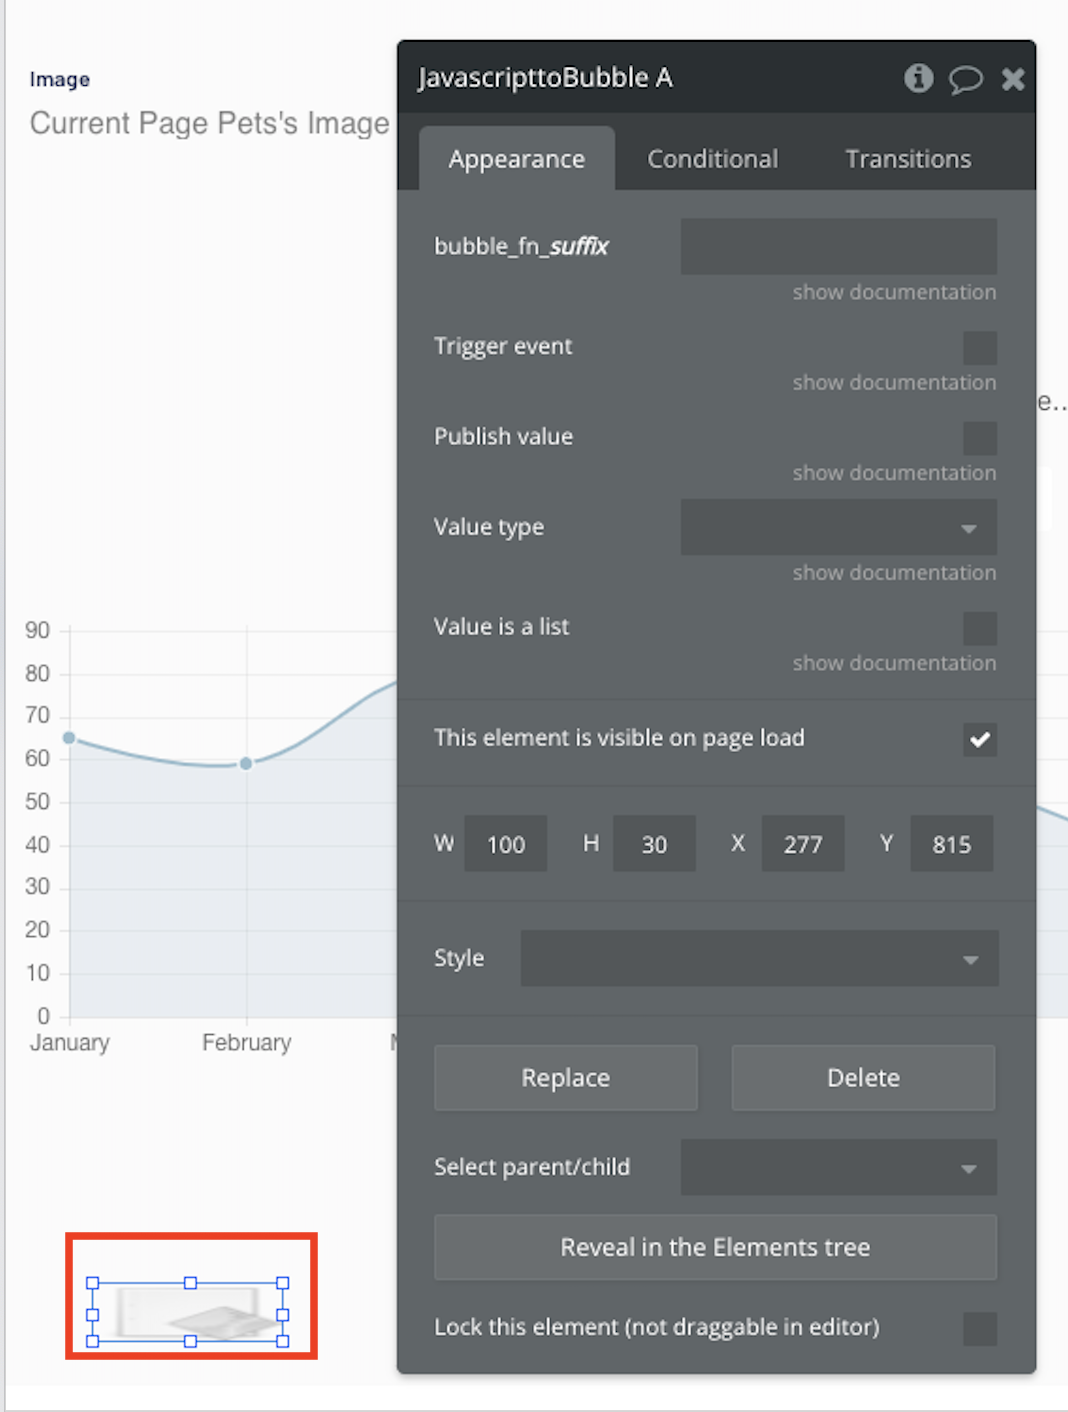 Image
Current Page Pets's Image
JavascripttoBubble A
Appearance Conditional Transitions
bubble_fn_suffix
show documentation
Trigger event
show documentation
e..
Publish value
show documentation
Value type
show documentation
Value is a list
show documentation
This element is visible on page load
W 100 H 30 X 277 Y 815
Style
Replace Delete
Select parent/child
Reveal in the Elements tree
Lock this element (not draggable in editor)
90
80
70
60
50
40
30
20
10
0
January February